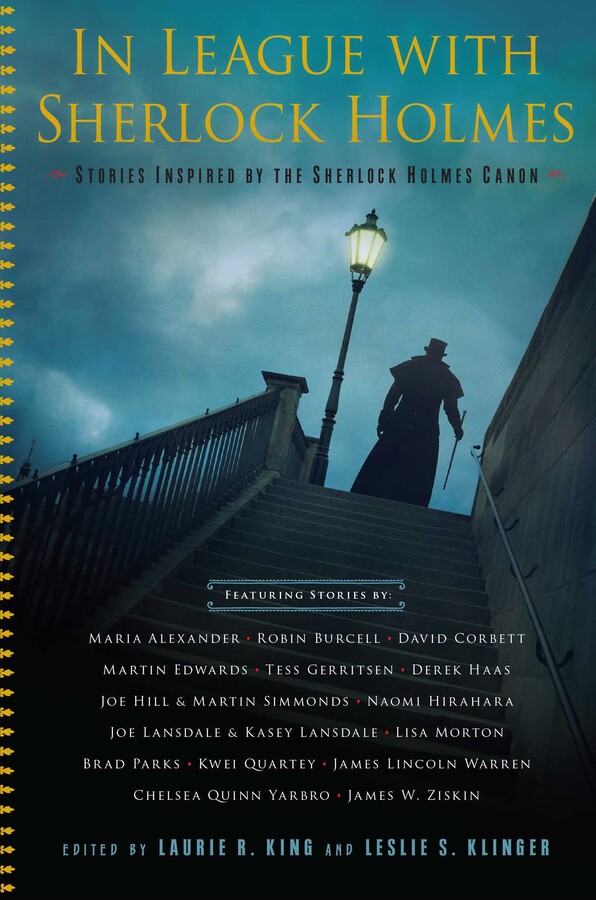 In League with
Sherlock Holmes
Stories Inspired by the Sherlock Holmes Canon
Featuring Stories by:
Maria Alexander • Robin Burcell • David Corbett
Martin Edwards • Tess Gerritsen • Derek Haas
Joe Hill & Martin Simmonds • Naomi Hirahara
Joe Lansdale & Kasey Lansdale • Lisa Morton
Brad Parks • Kwei Quartey • James Lincoln Warren
Chelsea Quinn Yarbro • James W. Ziskin
Edited by Laurie R. King and Leslie S. Klinger